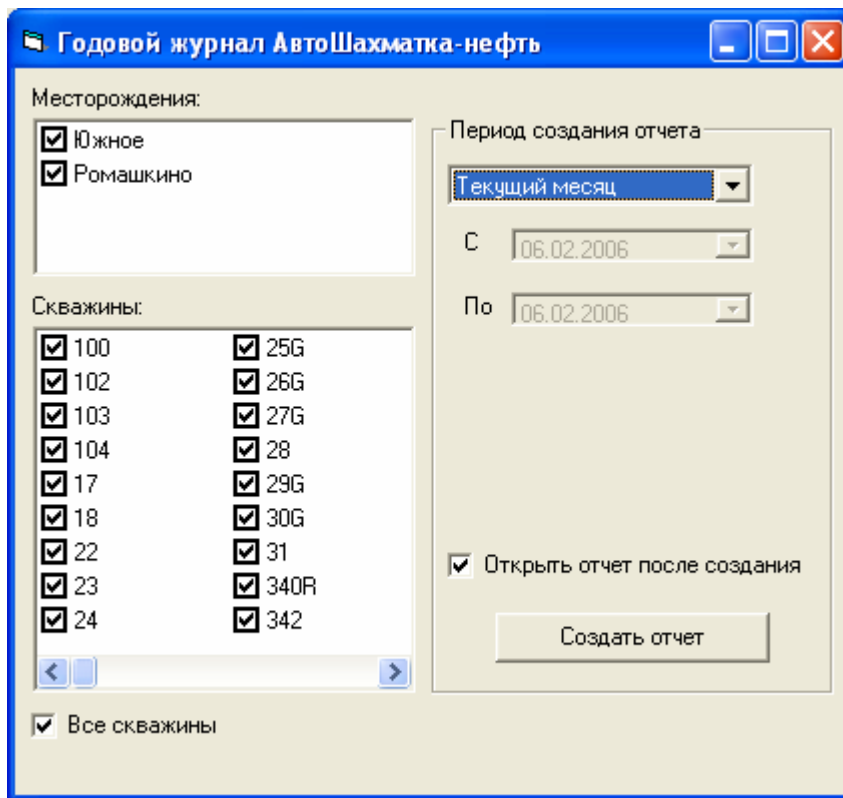 Годовой журнал АвтоШахматка-нефть
Месторождения:
Южное
Ромашкино
Скважины:
100 25G
102 26G
103 27G
104 28
17 29G
18 30G
22 31
23 340R
24 342
Все скважины
Период создания отчета
Текущий месяц
С 06.02.2006
По 06.02.2006
Открыть отчет после создания
Создать отчет